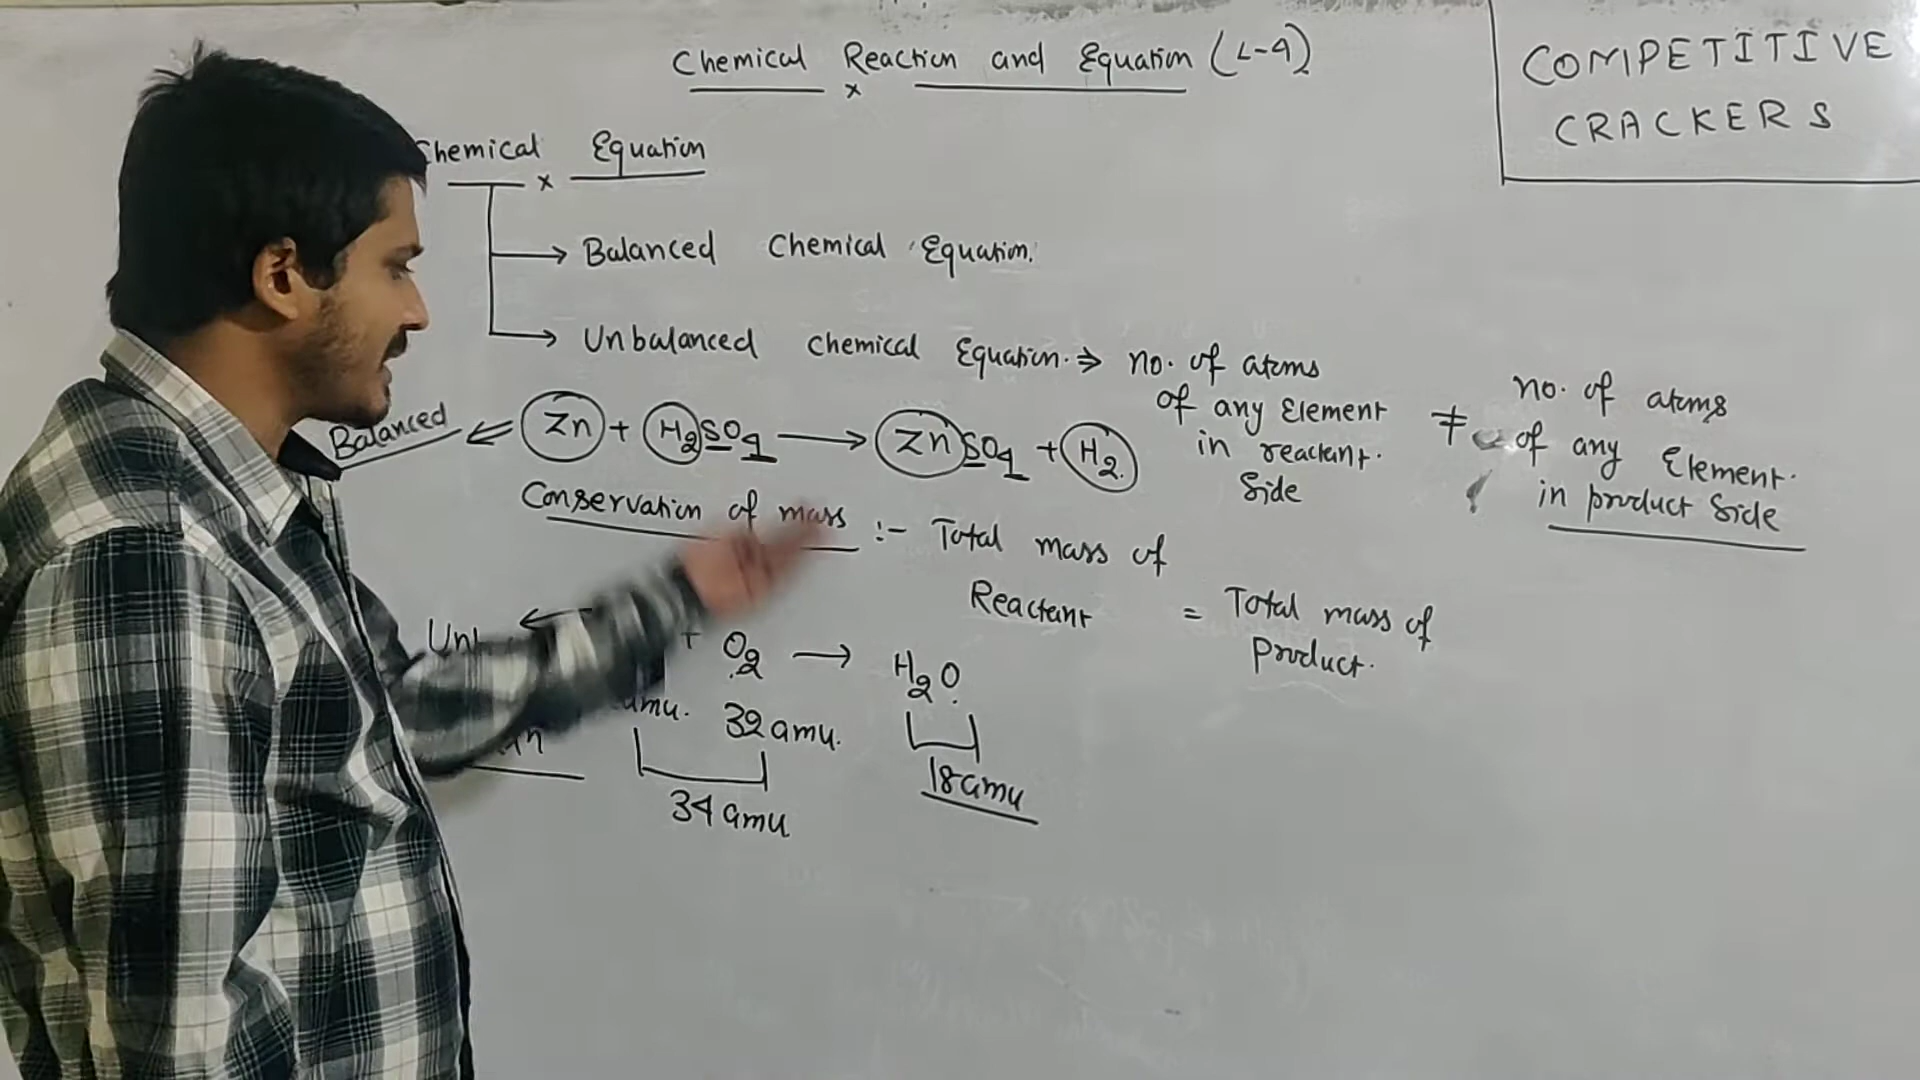 Chemical Reaction and Equation (L-4)
COMPETITIVE
CRACKERS
Chemical Equation
→ Balanced Chemical Equation.
→ Unbalanced Chemical Equation. ⇒ no. of atoms of any Element in reactant Side ≠ no. of atoms of any Element in product Side
Balanced ⇐ Zn + H2SO4 → ZnSO4 + H2
Conservation of mass :- Total mass of Reactant = Total mass of Product.
+ O2 → H2O
amu. 32 amu.
34 amu
18 amu